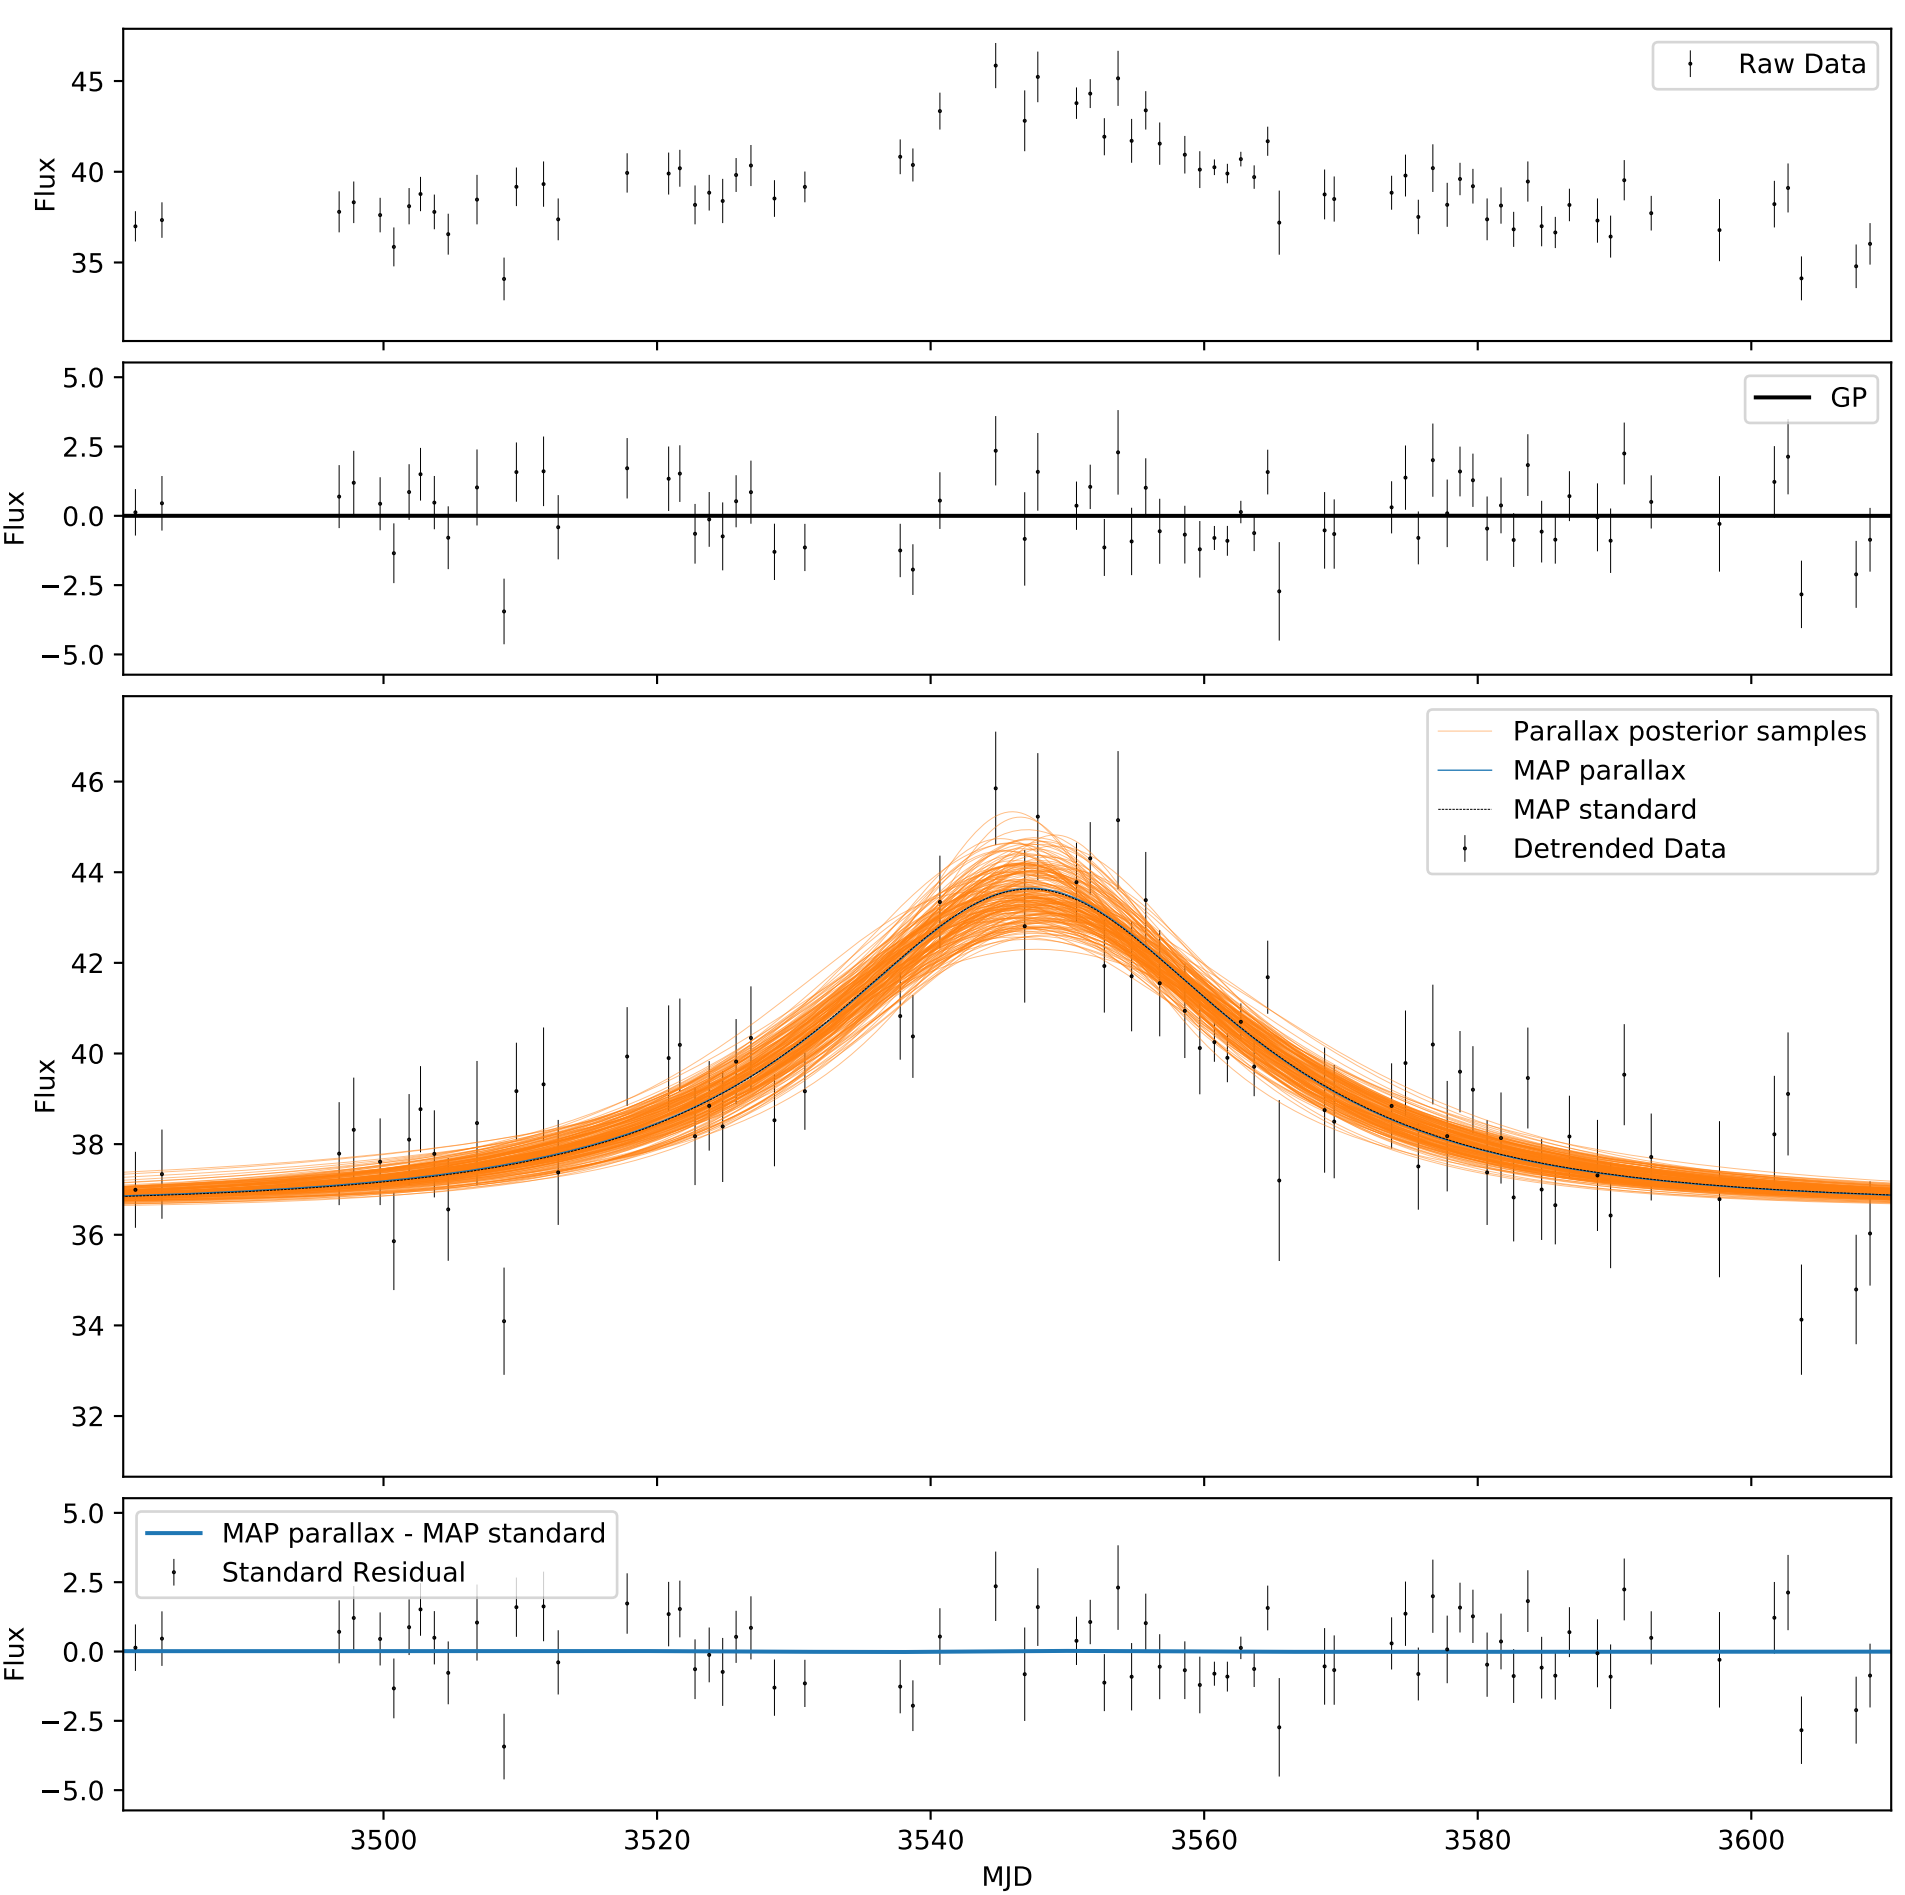 Flux
45
40
35
Raw Data
Flux
5.0
2.5
0.0
−2.5
−5.0
GP
Flux
46
44
42
40
38
36
34
32
Parallax posterior samples
MAP parallax
MAP standard
Detrended Data
Flux
5.0
2.5
0.0
−2.5
−5.0
MAP parallax - MAP standard
Standard Residual
3500 3520 3540 3560 3580 3600
MJD